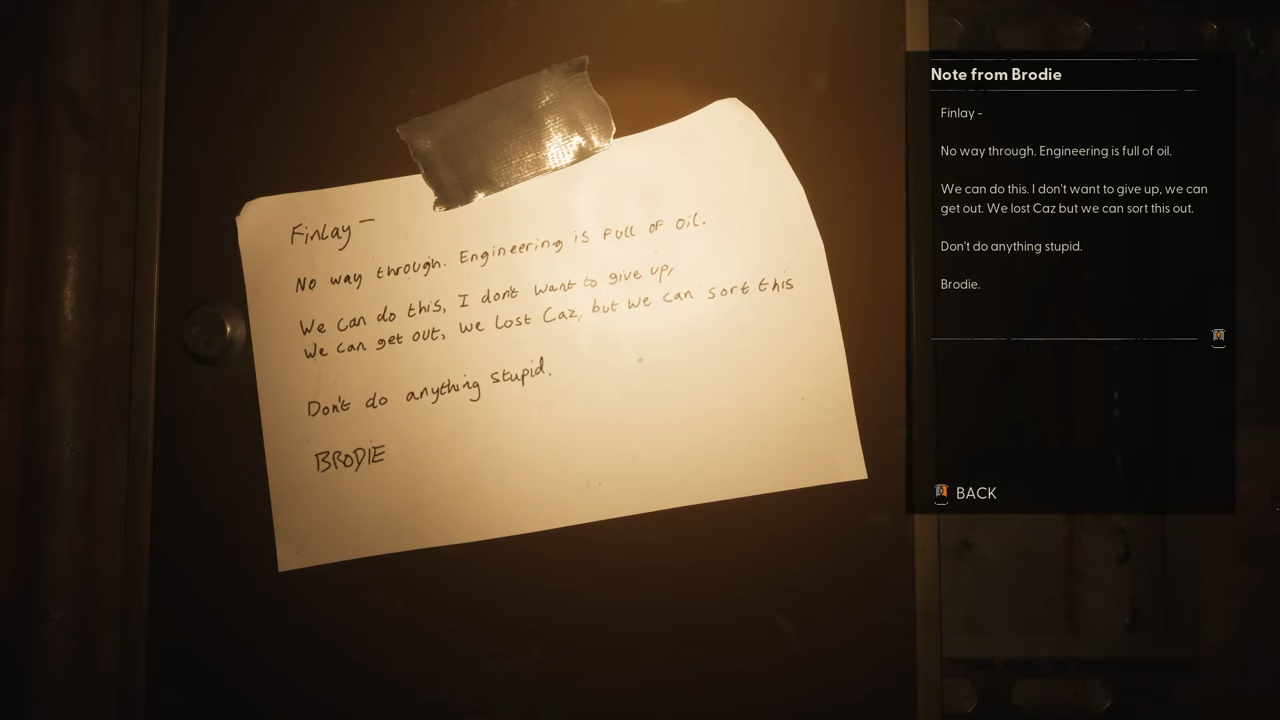 Finlay —
No way through. Engineering is full of oil.
We can do this, I don't want to give up,
we can get out, we lost Caz, but we can sort this
Don't do anything stupid.
BRODIE
Note from Brodie
Finlay -
No way through. Engineering is full of oil.
We can do this. I don't want to give up, we can
get out. We lost Caz but we can sort this out.
Don't do anything stupid.
Brodie.
BACK